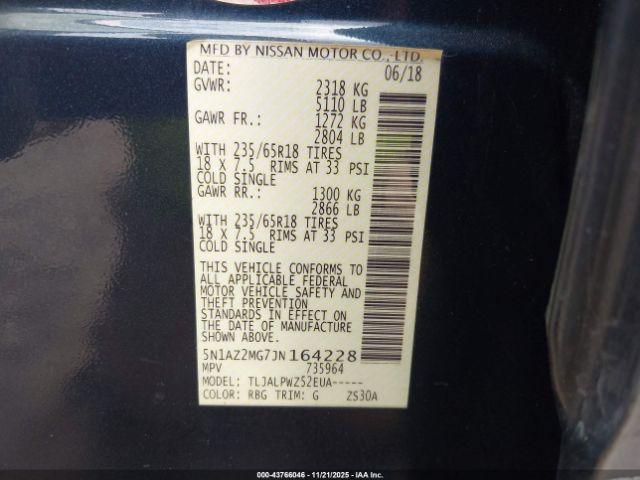 MFD BY NISSAN MOTOR CO., LTD.
DATE: 06/18
GVWR: 2318 KG
5110 LB
GAWR FR.: 1272 KG
2804 LB
WITH 235/65R18 TIRES
18 X 7.5 RIMS AT 33 PSI
COLD SINGLE
GAWR RR.: 1300 KG
2866 LB
WITH 235/65R18 TIRES
18 X 7.5 RIMS AT 33 PSI
COLD SINGLE
THIS VEHICLE CONFORMS TO
ALL APPLICABLE FEDERAL
MOTOR VEHICLE SAFETY AND
THEFT PREVENTION
STANDARDS IN EFFECT ON
THE DATE OF MANUFACTURE
SHOWN ABOVE.
5N1AZ2MG7JN164228
MPV 735964
MODEL: TLJALPWZ52EUA-----
COLOR: RBG TRIM: G ZS30A
000-43766046 - 11/21/2025 - IAA Inc.